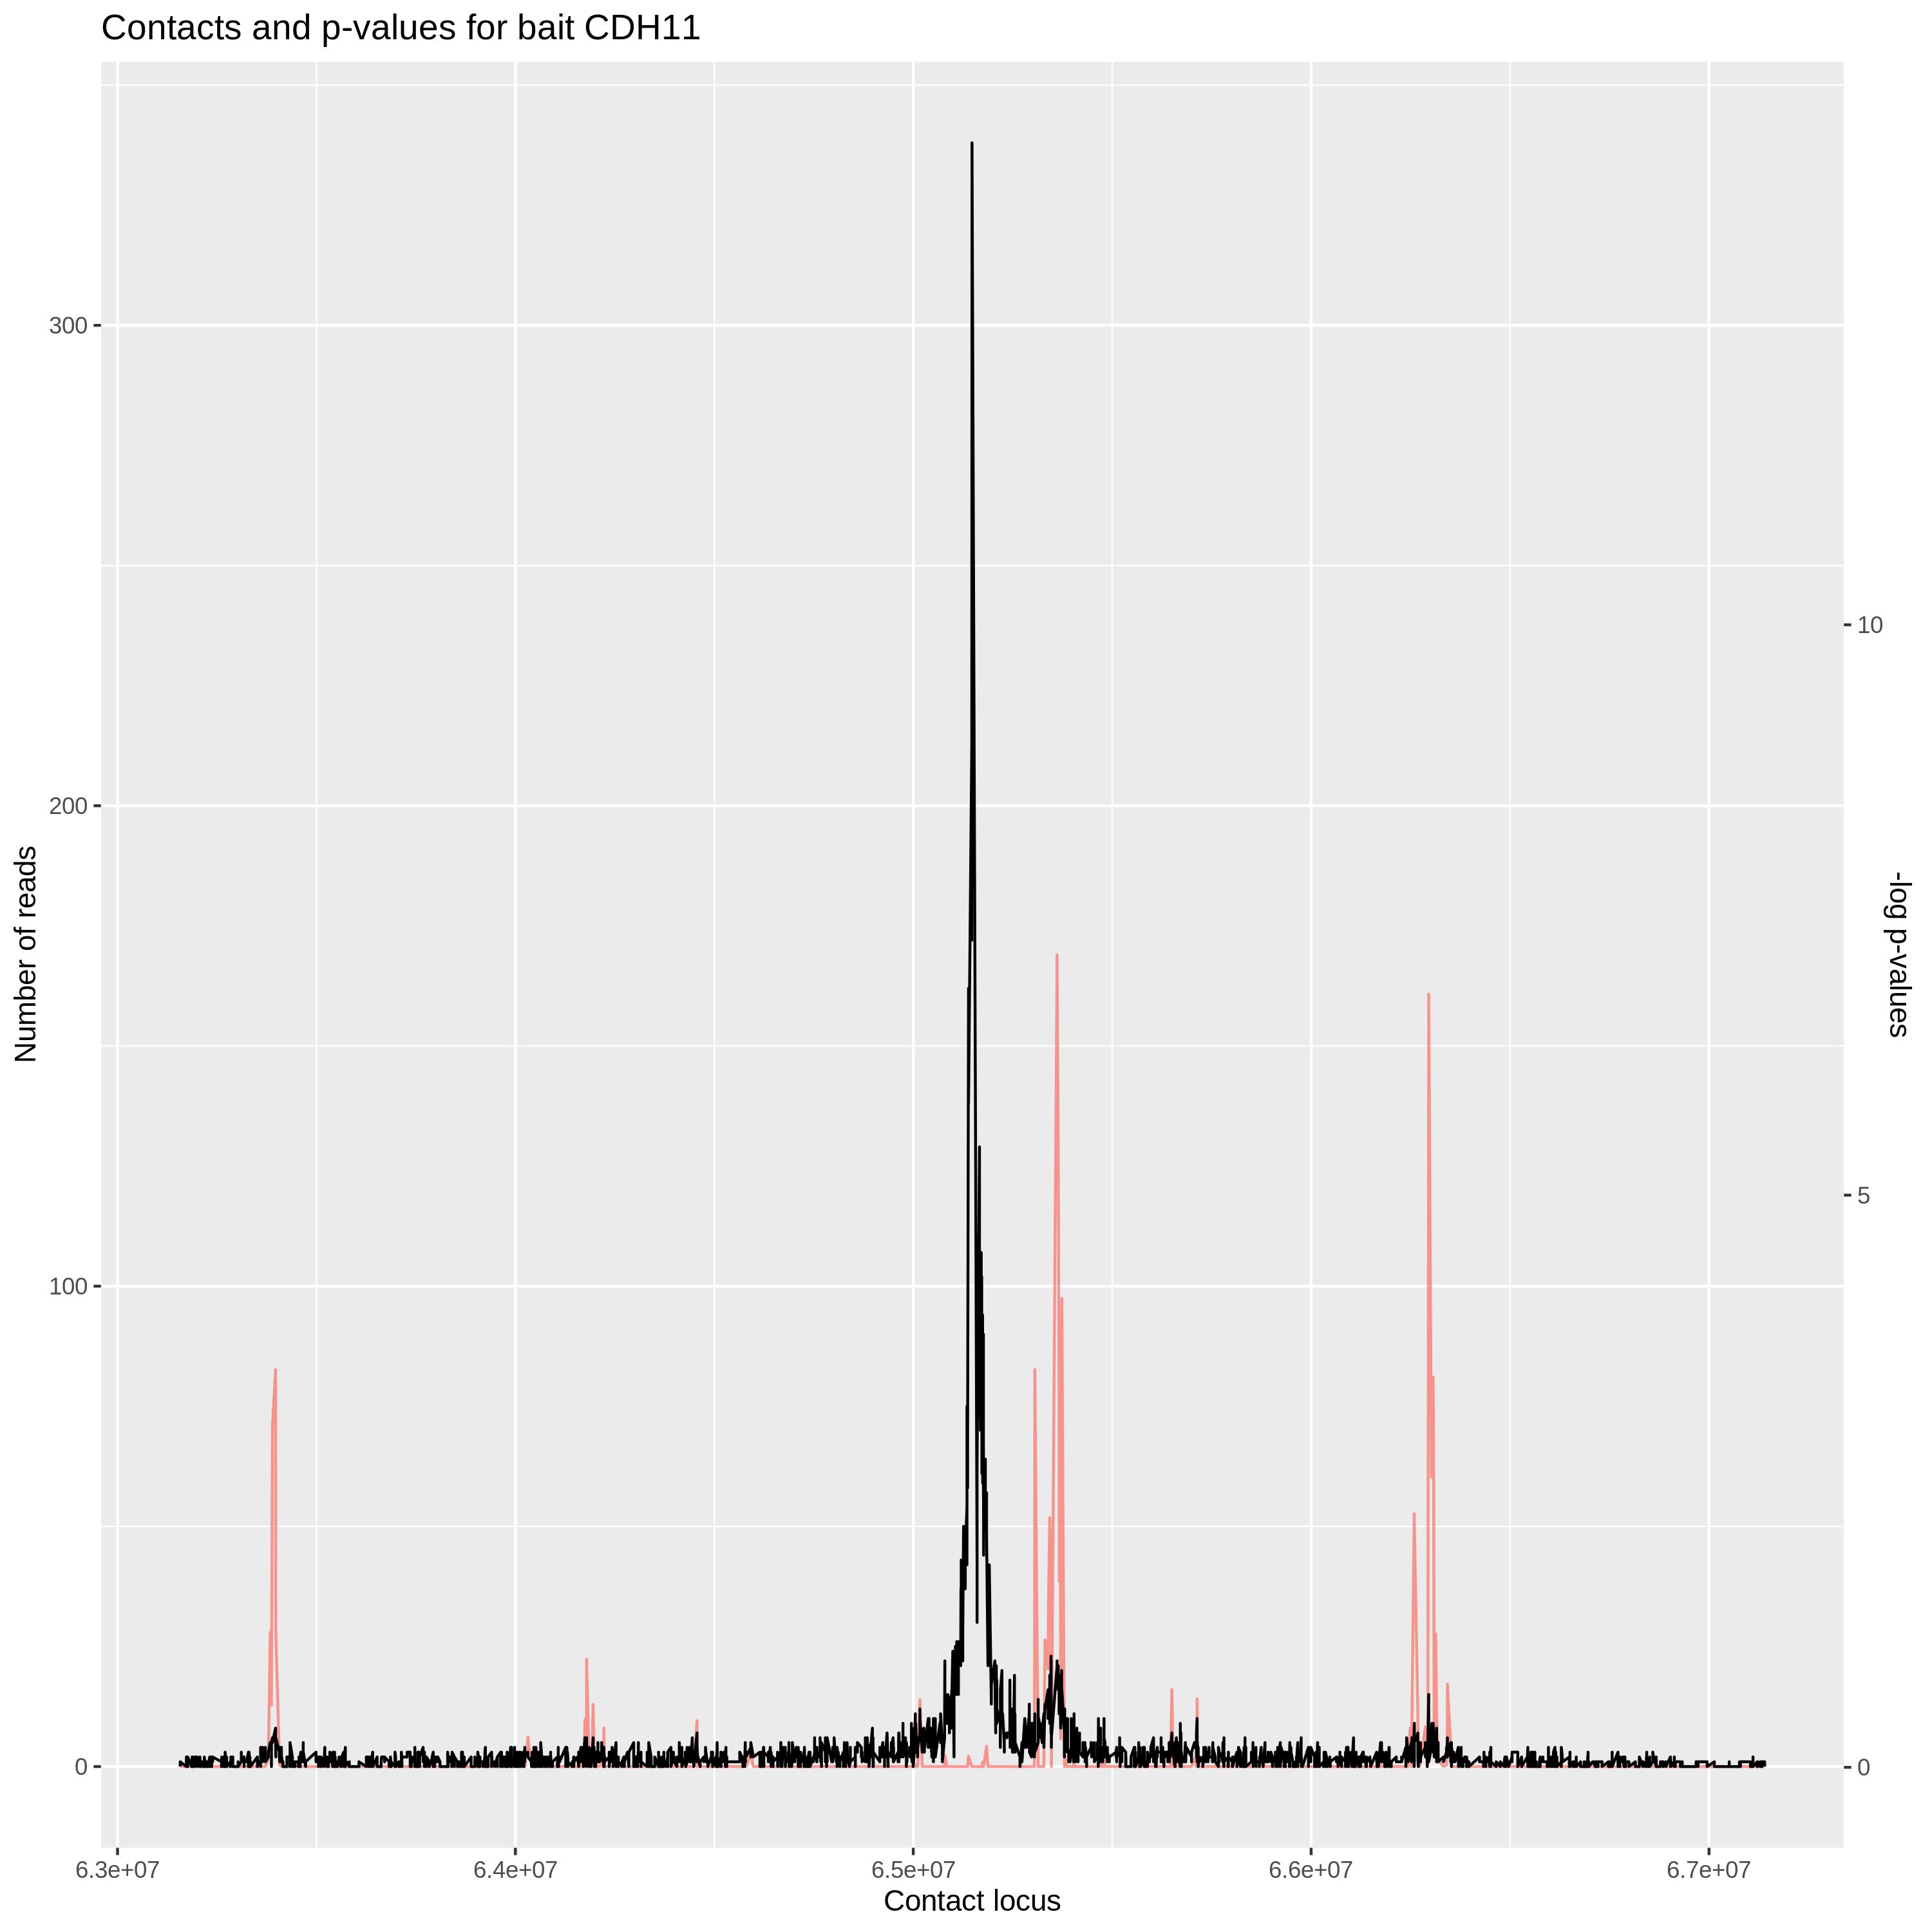 Contacts and p-values for bait CDH11
300
200
100
0
Number of reads
10
5
0
-log p-values
6.3e+07
6.4e+07
6.5e+07
6.6e+07
6.7e+07
Contact locus